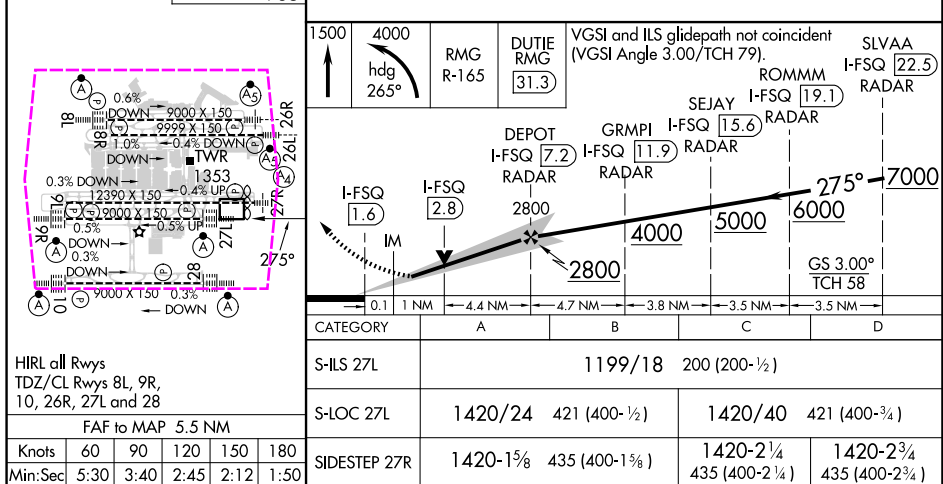 1500
4000
hdg
265°
RMG
R-165
DUTIE
RMG
31.3
VGSI and ILS glidepath not coincident
(VGSI Angle 3.00/TCH 79).
SLVAA
I-FSQ 22.5
RADAR
ROMMM
I-FSQ 19.1
RADAR
SEJAY
I-FSQ 15.6
RADAR
GRMPI
I-FSQ 11.9
RADAR
DEPOT
I-FSQ 7.2
RADAR
I-FSQ
2.8
I-FSQ
1.6
IM
2800
2800
4000
5000
6000
275°
7000
GS 3.00°
TCH 58
0.1
1 NM
4.4 NM
4.7 NM
3.8 NM
3.5 NM
3.5 NM
A
A5
P
0.6%
DOWN
9000 X 150
8L
26R
8R
P
9999 X 150
P
26L
1.0%
DOWN
0.4% DOWN
P
TWR
1353
A4
0.3% DOWN
0.4% UP
P
12390 X 150
27R
9L
P
P
9000 X 150
P
9R
0.5%
DOWN
0.5% UP
27L
A
A
0.3%
DOWN
275°
P
28
10
P
9000 X 150
0.3%
DOWN
A
A
HIRL all Rwys
TDZ/CL Rwys 8L, 9R,
10, 26R, 27L and 28
FAF to MAP 5.5 NM
Knots 60 90 120 150 180
Min:Sec 5:30 3:40 2:45 2:12 1:50
CATEGORY A B C D
S-ILS 27L 1199/18 200 (200-½)
S-LOC 27L 1420/24 421 (400-½) 1420/40 421 (400-¾)
SIDESTEP 27R 1420-1⅝ 435 (400-1⅝) 1420-2¼ 435 (400-2¼) 1420-2¾ 435 (400-2¾)